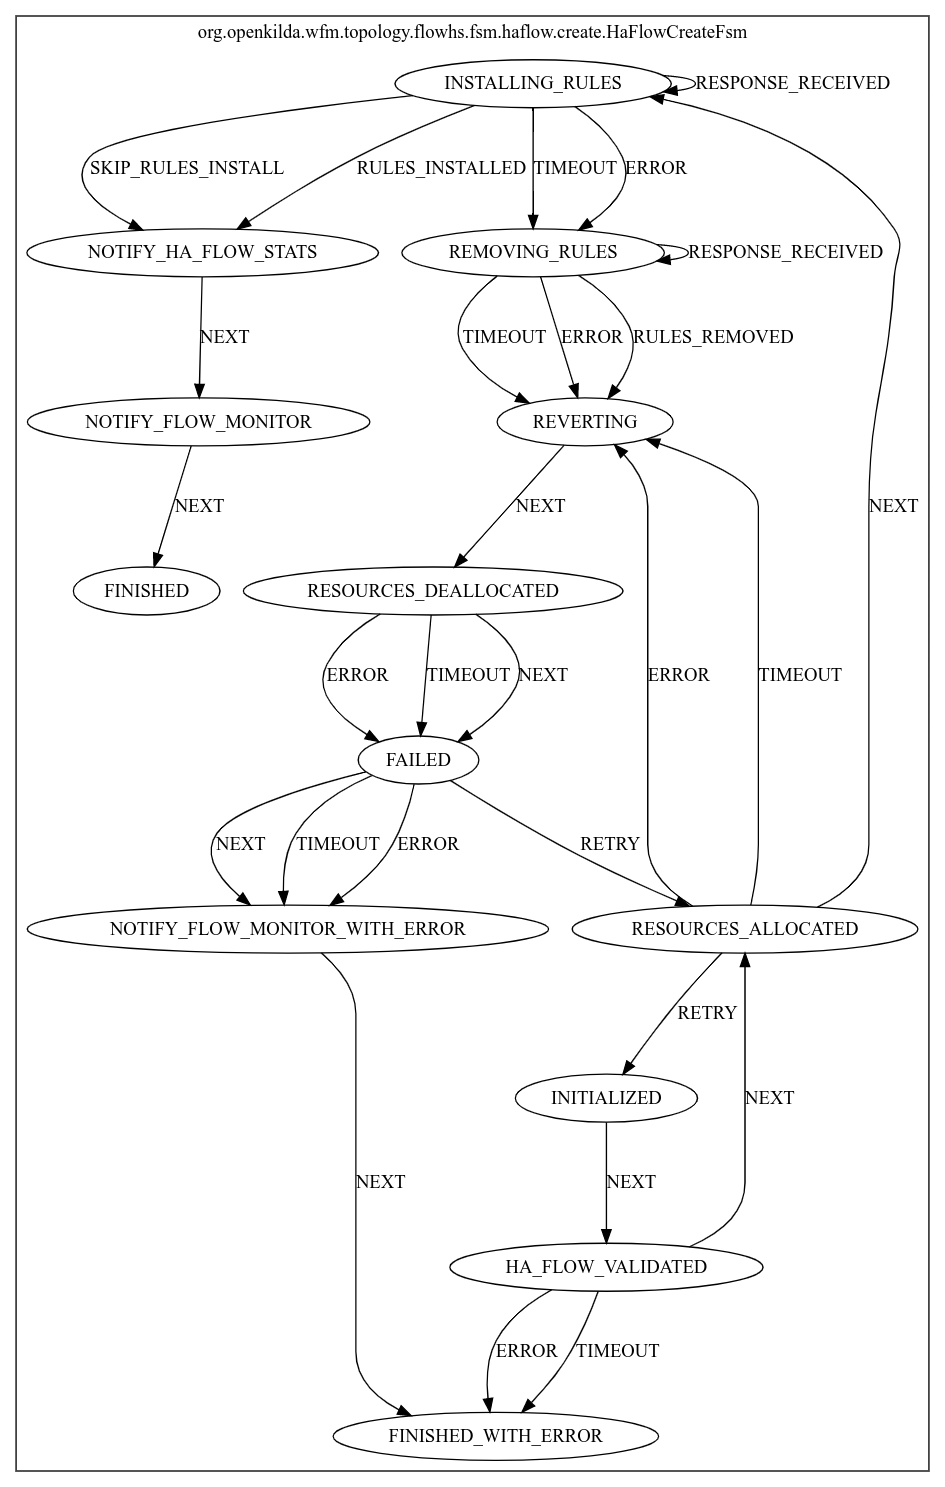 org.openkilda.wfm.topology.flowhs.fsm.haflow.create.HaFlowCreateFsm
INSTALLING_RULES
RESPONSE_RECEIVED
SKIP_RULES_INSTALL
RULES_INSTALLED
TIMEOUT
ERROR
NOTIFY_HA_FLOW_STATS
REMOVING_RULES
RESPONSE_RECEIVED
NEXT
TIMEOUT
ERROR
RULES_REMOVED
NOTIFY_FLOW_MONITOR
REVERTING
NEXT
NEXT
NEXT
FINISHED
RESOURCES_DEALLOCATED
ERROR
TIMEOUT
NEXT
ERROR
TIMEOUT
FAILED
NEXT
TIMEOUT
ERROR
RETRY
NOTIFY_FLOW_MONITOR_WITH_ERROR
RESOURCES_ALLOCATED
RETRY
INITIALIZED
NEXT
NEXT
NEXT
HA_FLOW_VALIDATED
ERROR
TIMEOUT
FINISHED_WITH_ERROR